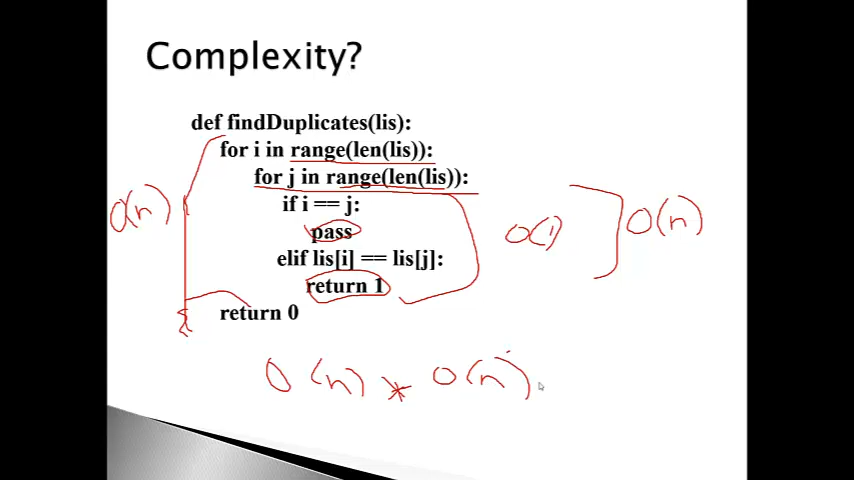 Complexity?
def findDuplicates(lis):
for i in range(len(lis)):
for j in range(len(lis)):
if i == j:
pass
elif lis[i] == lis[j]:
return 1
return 0
O(n)
O(1)
O(n)
O(n) * O(n)